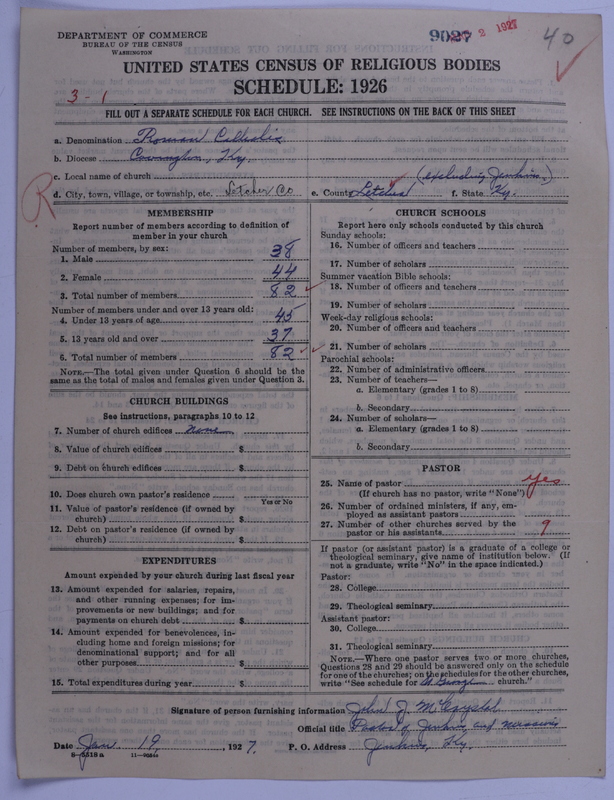 DEPARTMENT OF COMMERCE
BUREAU OF THE CENSUS
WASHINGTON
9027 2 1927
40
UNITED STATES CENSUS OF RELIGIOUS BODIES
SCHEDULE: 1926
3-1
FILL OUT A SEPARATE SCHEDULE FOR EACH CHURCH. SEE INSTRUCTIONS ON THE BACK OF THIS SHEET
a. Denomination Roman Catholic
b. Diocese Covington, Ky.
c. Local name of church (excluding Jenkins.)
R
d. City, town, village, or township, etc. Letcher Co e. County Letcher f. State Ky.
MEMBERSHIP
Report number of members according to definition of
member in your church
Number of members, by sex:
1. Male 38
2. Female 44
3. Total number of members 82
Number of members under and over 13 years old:
4. Under 13 years of age 45
5. 13 years old and over 37
6. Total number of members 82
NOTE.—The total given under Question 6 should be
same as the total of males and females given under Question 3.
CHURCH BUILDINGS
See instructions, paragraphs 10 to 12
7. Number of church edifices none
8. Value of church edifices $
9. Debt on church edifices $
10. Does church own pastor's residence
Yes or No
11. Value of pastor's residence (if owned by
church) $
12. Debt on pastor's residence (if owned by
church) $
EXPENDITURES
Amount expended by your church during last fiscal year
13. Amount expended for salaries, repairs,
and other running expenses; for im-
provements or new buildings; and for
payments on church debt $
14. Amount expended for benevolences, in-
cluding home and foreign missions; for
denominational support; and for all
other purposes $
15. Total expenditures during year $
CHURCH SCHOOLS
Report here only schools conducted by this church
Sunday schools:
16. Number of officers and teachers
17. Number of scholars
Summer vacation Bible schools:
18. Number of officers and teachers
19. Number of scholars
Week-day religious schools:
20. Number of officers and teachers
21. Number of scholars
Parochial schools:
22. Number of administrative officers
23. Number of teachers—
a. Elementary (grades 1 to 8)
b. Secondary
24. Number of scholars—
a. Elementary (grades 1 to 8)
b. Secondary
PASTOR
25. Name of pastor yes
(If church has no pastor, write "None")
26. Number of ordained ministers, if any, em-
ployed as assistant pastors
27. Number of other churches served by the
pastor or his assistants 9
If pastor (or assistant pastor) is a graduate of a college or
theological seminary, give name of institution below. (If
not a graduate, write "No" in the space indicated.)
Pastor:
28. College
29. Theological seminary
Assistant pastor:
30. College
31. Theological seminary
NOTE.—Where one pastor serves two or more churches,
Questions 28 and 29 should be answered only on the schedule
for one of the churches; on the schedules for the other churches,
write "See schedule for St. George church."
Signature of person furnishing information John J. McCrystal
Official title Pastor of Jenkins and missions
Date Jan. 19, 1927. P. O. Address Jenkins, Ky.
8-5518a